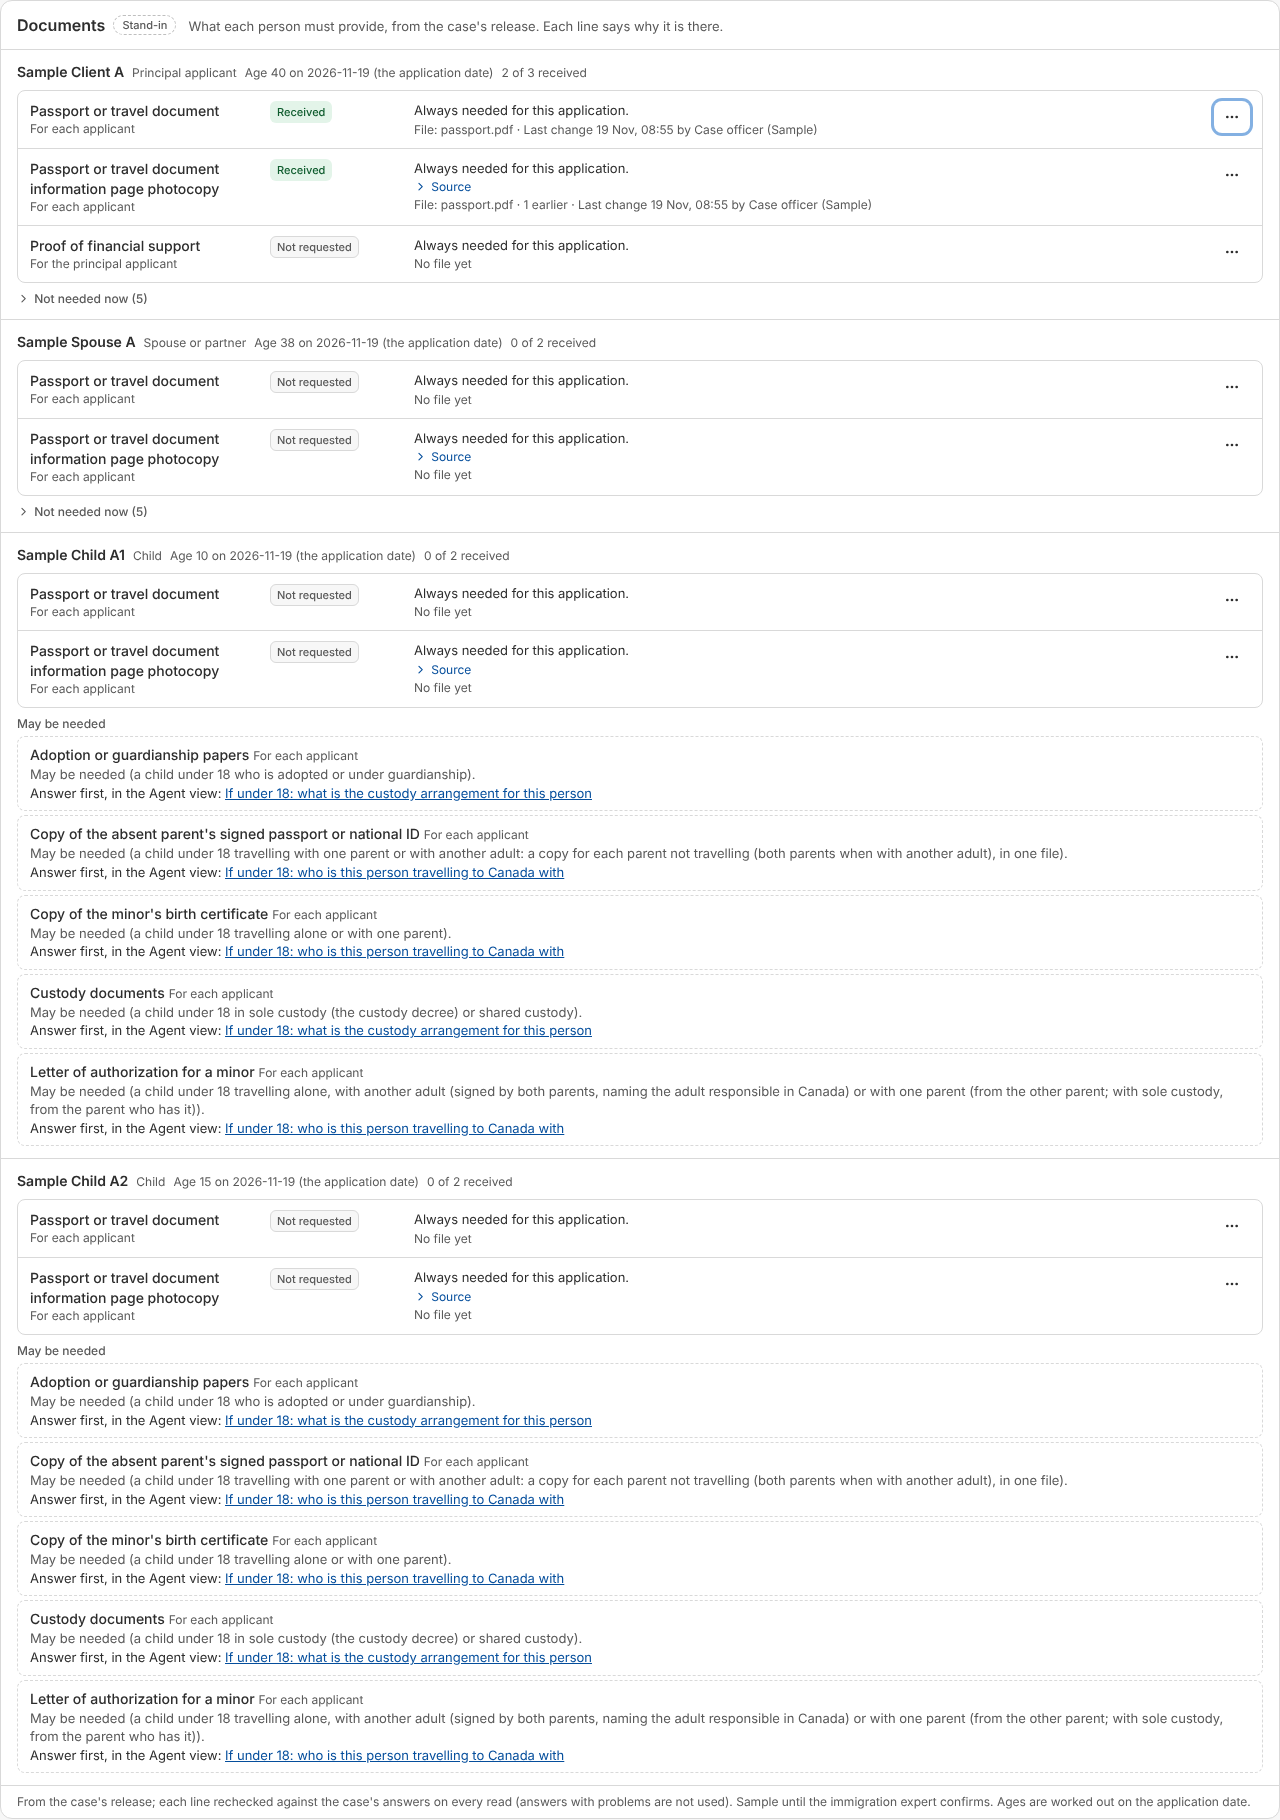 Documents Stand-in What each person must provide, from the case's release. Each line says why it is there.
Sample Client A Principal applicant Age 40 on 2026-11-19 (the application date) 2 of 3 received
Passport or travel document Received Always needed for this application. ...
For each applicant File: passport.pdf · Last change 19 Nov, 08:55 by Case officer (Sample)
Passport or travel document Received Always needed for this application. ...
information page photocopy > Source
For each applicant File: passport.pdf · 1 earlier · Last change 19 Nov, 08:55 by Case officer (Sample)
Proof of financial support Not requested Always needed for this application. ...
For the principal applicant No file yet
> Not needed now (5)
Sample Spouse A Spouse or partner Age 38 on 2026-11-19 (the application date) 0 of 2 received
Passport or travel document Not requested Always needed for this application. ...
For each applicant No file yet
Passport or travel document Not requested Always needed for this application. ...
information page photocopy > Source
For each applicant No file yet
> Not needed now (5)
Sample Child A1 Child Age 10 on 2026-11-19 (the application date) 0 of 2 received
Passport or travel document Not requested Always needed for this application. ...
For each applicant No file yet
Passport or travel document Not requested Always needed for this application. ...
information page photocopy > Source
For each applicant No file yet
May be needed
Adoption or guardianship papers For each applicant
May be needed (a child under 18 who is adopted or under guardianship).
Answer first, in the Agent view: If under 18: what is the custody arrangement for this person
Copy of the absent parent's signed passport or national ID For each applicant
May be needed (a child under 18 travelling with one parent or with another adult: a copy for each parent not travelling (both parents when with another adult), in one file).
Answer first, in the Agent view: If under 18: who is this person travelling to Canada with
Copy of the minor's birth certificate For each applicant
May be needed (a child under 18 travelling alone or with one parent).
Answer first, in the Agent view: If under 18: who is this person travelling to Canada with
Custody documents For each applicant
May be needed (a child under 18 in sole custody (the custody decree) or shared custody).
Answer first, in the Agent view: If under 18: what is the custody arrangement for this person
Letter of authorization for a minor For each applicant
May be needed (a child under 18 travelling alone, with another adult (signed by both parents, naming the adult responsible in Canada) or with one parent (from the other parent; with sole custody,
from the parent who has it)).
Answer first, in the Agent view: If under 18: who is this person travelling to Canada with
Sample Child A2 Child Age 15 on 2026-11-19 (the application date) 0 of 2 received
Passport or travel document Not requested Always needed for this application. ...
For each applicant No file yet
Passport or travel document Not requested Always needed for this application. ...
information page photocopy > Source
For each applicant No file yet
May be needed
Adoption or guardianship papers For each applicant
May be needed (a child under 18 who is adopted or under guardianship).
Answer first, in the Agent view: If under 18: what is the custody arrangement for this person
Copy of the absent parent's signed passport or national ID For each applicant
May be needed (a child under 18 travelling with one parent or with another adult: a copy for each parent not travelling (both parents when with another adult), in one file).
Answer first, in the Agent view: If under 18: who is this person travelling to Canada with
Copy of the minor's birth certificate For each applicant
May be needed (a child under 18 travelling alone or with one parent).
Answer first, in the Agent view: If under 18: who is this person travelling to Canada with
Custody documents For each applicant
May be needed (a child under 18 in sole custody (the custody decree) or shared custody).
Answer first, in the Agent view: If under 18: what is the custody arrangement for this person
Letter of authorization for a minor For each applicant
May be needed (a child under 18 travelling alone, with another adult (signed by both parents, naming the adult responsible in Canada) or with one parent (from the other parent; with sole custody,
from the parent who has it)).
Answer first, in the Agent view: If under 18: who is this person travelling to Canada with
From the case's release; each line rechecked against the case's answers on every read (answers with problems are not used). Sample until the immigration expert confirms. Ages are worked out on the application date.